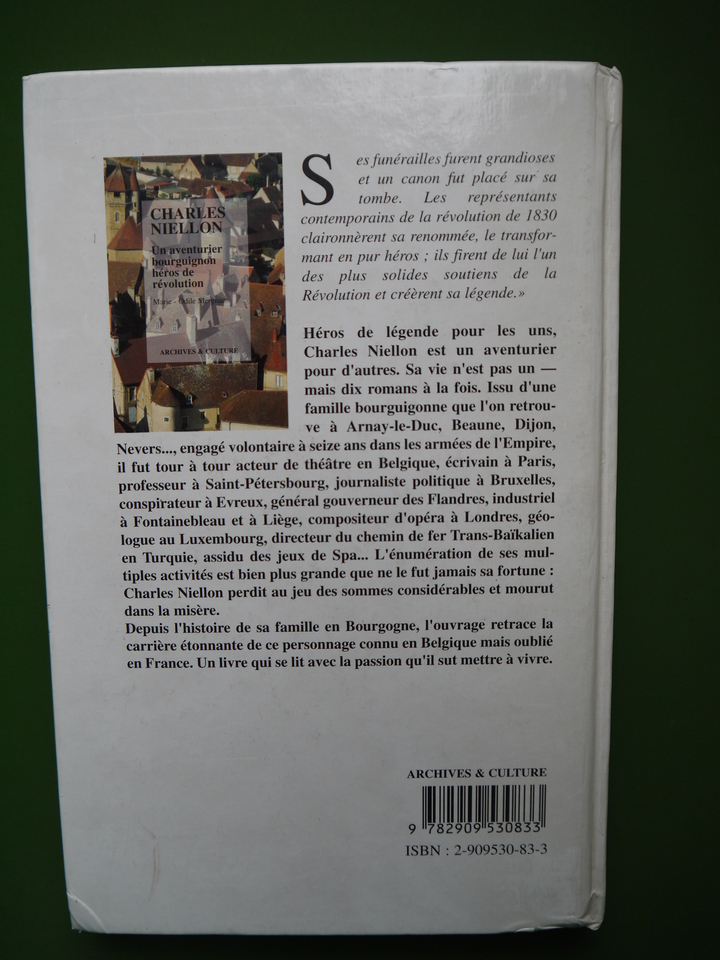 CHARLES
NIELLON
Un aventurier
bourguignon
héros de
révolution
Marie - Odile
ARCHIVES & CULTURE
Ses funérailles furent grandioses
et un canon fut placé sur sa
tombe. Les représentants
contemporains de la révolution de 1830
claironnèrent sa renommée, le transfor-
mant en pur héros ; ils firent de lui l'un
des plus solides soutiens de la
Révolution et créèrent sa légende.»
Héros de légende pour les uns,
Charles Niellon est un aventurier
pour d'autres. Sa vie n'est pas un —
mais dix romans à la fois. Issu d'une
famille bourguigonne que l'on retrou-
ve à Arnay-le-Duc, Beaune, Dijon,
Nevers..., engagé volontaire à seize ans dans les armées de l'Empire,
il fut tour à tour acteur de théâtre en Belgique, écrivain à Paris,
professeur à Saint-Pétersbourg, journaliste politique à Bruxelles,
conspirateur à Evreux, général gouverneur des Flandres, industriel
à Fontainebleau et à Liège, compositeur d'opéra à Londres, géo-
logue au Luxembourg, directeur du chemin de fer Trans-Baïkalien
en Turquie, assidu des jeux de Spa... L'énumération de ses mul-
tiples activités est bien plus grande que ne le fut jamais sa fortune :
Charles Niellon perdit au jeu des sommes considérables et mourut
dans la misère.
Depuis l'histoire de sa famille en Bourgogne, l'ouvrage retrace la
carrière étonnante de ce personnage connu en Belgique mais oublié
en France. Un livre qui se lit avec la passion qu'il sut mettre à vivre.
ARCHIVES & CULTURE
9 782909 530833
ISBN : 2-909530-83-3